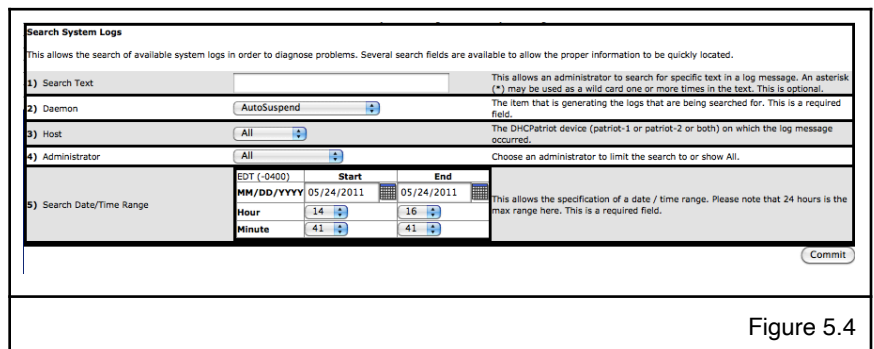 Search System Logs
This allows the search of available system logs in order to diagnose problems. Several search fields are available to allow the proper information to be quickly located.
1) Search Text
This allows an administrator to search for specific text in a log message. An asterisk
(*) may be used as a wild card one or more times in the text. This is optional.
2) Daemon
AutoSuspend
The item that is generating the logs that are being searched for. This is a required
field.
3) Host
All
The DHCPatriot device (patriot-1 or patriot-2 or both) on which the log message
occurred.
4) Administrator
All
Choose an administrator to limit the search to or show All.
5) Search Date/Time Range
EDT (-0400) Start End
MM/DD/YYYY 05/24/2011 05/24/2011
Hour 14 16
Minute 41 41
This allows the specification of a date / time range. Please note that 24 hours is the
max range here. This is a required field.
Commit
Figure 5.4